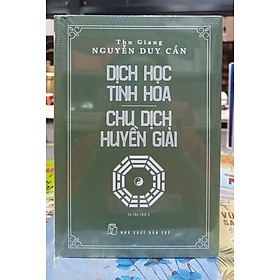 Thu Giang
NGUYỄN DUY CẦN
DỊCH HỌC
TINH HOA
CHU DỊCH
HUYỀN GIẢI
NHÀ XUẤT BẢN TRẺ